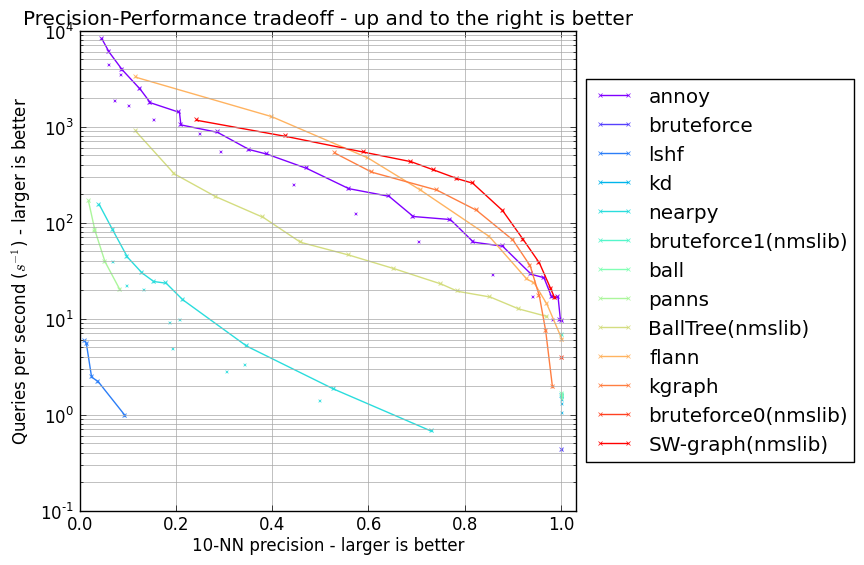 Precision-Performance tradeoff - up and to the right is better
10^4
10^3
10^2
10^1
10^0
10^-1
Queries per second (s^-1) - larger is better
0.0 0.2 0.4 0.6 0.8 1.0
10-NN precision - larger is better
annoy
bruteforce
lshf
kd
nearpy
bruteforce1(nmslib)
ball
panns
BallTree(nmslib)
flann
kgraph
bruteforce0(nmslib)
SW-graph(nmslib)